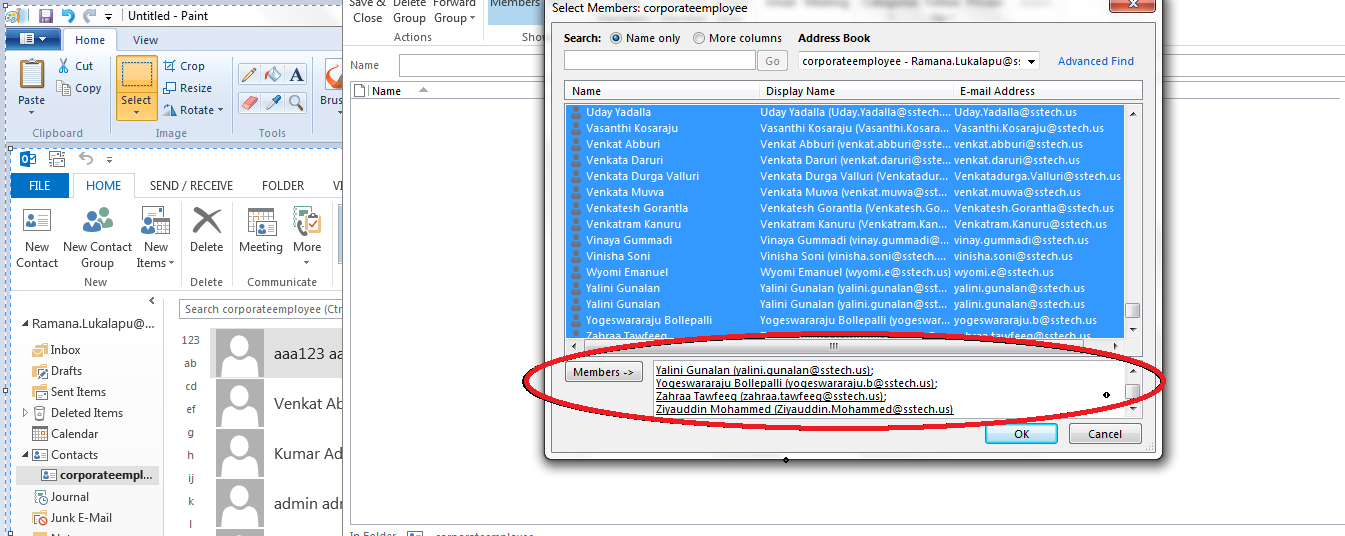 Untitled - Paint
Home View
Paste
Cut
Copy
Clipboard
Select
Crop
Resize
Rotate
Image
Tools
Clipboard Image Tools
FILE HOME SEND / RECEIVE FOLDER
New Contact
New Contact Group
New Items
New
Delete
Delete
Meeting
More
Communicate
Ramana.Lukalapu@...
Inbox
Drafts
Sent Items
Deleted Items
Calendar
Contacts
corporateempl...
Journal
Junk E-Mail
Search corporateemployee (Ctr
123
ab
cd
ef
g
h
ij
k
l
aaa123 aa
Venkat Ab
Kumar Ad
admin adr
Save & Close
Delete Group
Forward Group
Members
Actions
Name
Name
In Folder corporateemployee
Select Members: corporateemployee
Search: Name only More columns Address Book
Go corporateemployee - Ramana.Lukalapu@s Advanced Find
Name Display Name E-mail Address
Uday Yadalla Uday Yadalla (Uday.Yadalla@sstech.... Uday.Yadalla@sstech.us
Vasanthi Kosaraju Vasanthi Kosaraju (Vasanthi.Kosara... Vasanthi.Kosaraju@sstech.us
Venkat Abburi Venkat Abburi (venkat.abburi@sste... venkat.abburi@sstech.us
Venkata Daruri Venkata Daruri (venkat.daruri@sste... venkat.daruri@sstech.us
Venkata Durga Valluri Venkata Durga Valluri (Venkatadur... Venkatadurga.Valluri@sstech.us
Venkata Muvva Venkata Muvva (venkat.muvva@sst... venkat.muvva@sstech.us
Venkatesh Gorantla Venkatesh Gorantla (Venkatesh.Go... Venkatesh.Gorantla@sstech.us
Venkatram Kanuru Venkatram Kanuru (Venkatram.Kan... Venkatram.Kanuru@sstech.us
Vinaya Gummadi Vinaya Gummadi (vinay.gummadi@... vinay.gummadi@sstech.us
Vinisha Soni Vinisha Soni (vinisha.soni@sstech.... vinisha.soni@sstech.us
Wyomi Emanuel Wyomi Emanuel (wyomi.e@sstech.us) wyomi.e@sstech.us
Yalini Gunalan Yalini Gunalan (yalini.gunalan@sst... yalini.gunalan@sstech.us
Yalini Gunalan Yalini Gunalan (yalini.gunalan@sst... yalini.gunalan@sstech.us
Yogeswararaju Bollepalli Yogeswararaju Bollepalli (yogeswar... yogeswararaju.b@sstech.us
Zahraa Tawfeeq zahraa.tawfeeq@sstech.us
Members -> Yalini Gunalan (yalini.gunalan@sstech.us);
Yogeswararaju Bollepalli (yogeswararaju.b@sstech.us);
Zahraa Tawfeeq (zahraa.tawfeeq@sstech.us);
Ziyauddin Mohammed (Ziyauddin.Mohammed@sstech.us)
OK Cancel